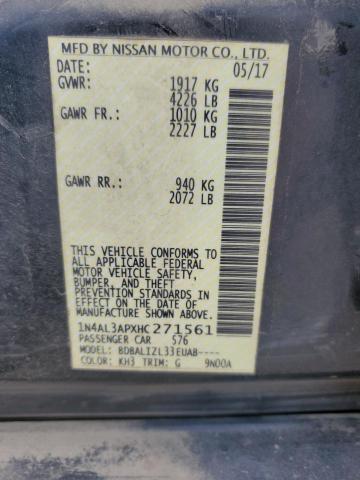 MFD BY NISSAN MOTOR CO., LTD.
DATE: 05/17
GVWR: 1917 KG
4226 LB
GAWR FR.: 1010 KG
2227 LB
GAWR RR.: 940 KG
2072 LB
THIS VEHICLE CONFORMS TO
ALL APPLICABLE FEDERAL
MOTOR VEHICLE SAFETY,
BUMPER, AND THEFT
PREVENTION STANDARDS IN
EFFECT ON THE DATE OF
MANUFACTURE SHOWN ABOVE.
1N4AL3APXHC271561
PASSENGER CAR S76
MODEL: BDBALIZL33EUAB----
COLOR: KH3 TRIM: G 9N00A